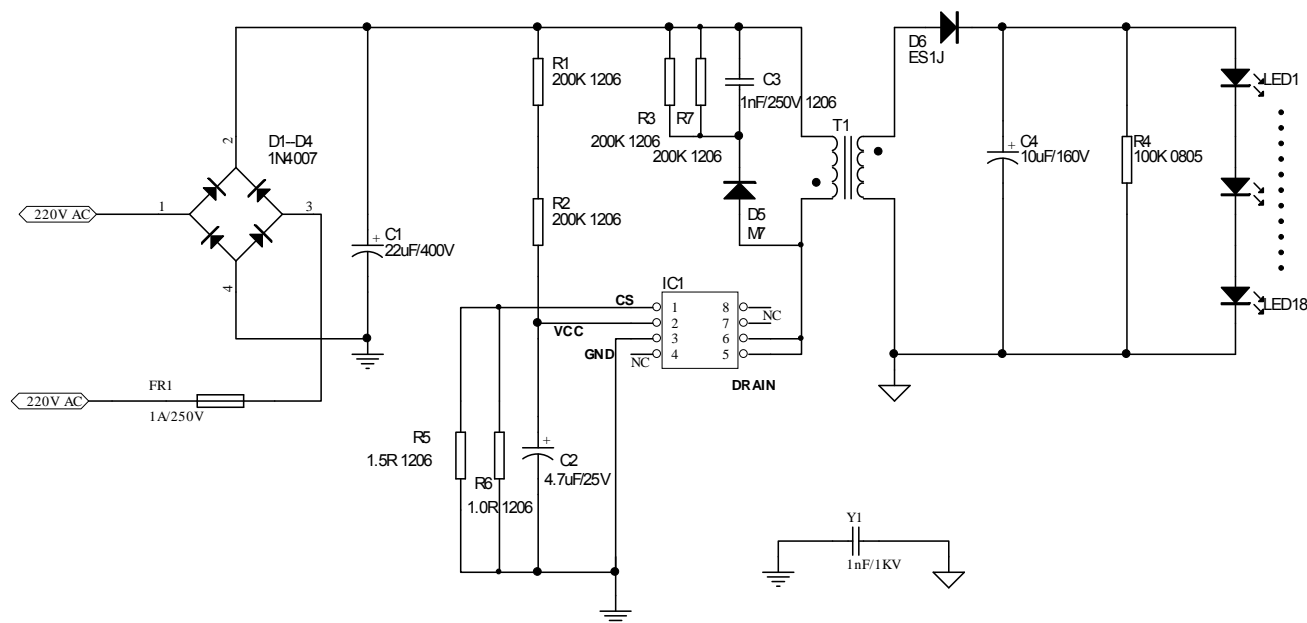 D6
ES1J
R1
200K 1206
C3
1nF/250V 1206
LED1
R3
R7
200K 1206
200K 1206
T1
D1--D4
1N4007
2
C4
10uF/160V
R4
100K 0805
220V AC
1
3
R2
200K 1206
D5
M7
C1
22uF/400V
4
IC1
CS
1
8
NC
VCC
2
7
GND
3
6
NC
4
5
DRAIN
LED18
FR1
220V AC
1A/250V
R5
1.5R 1206
R6
1.0R 1206
C2
4.7uF/25V
Y1
1nF/1KV
+
+
+